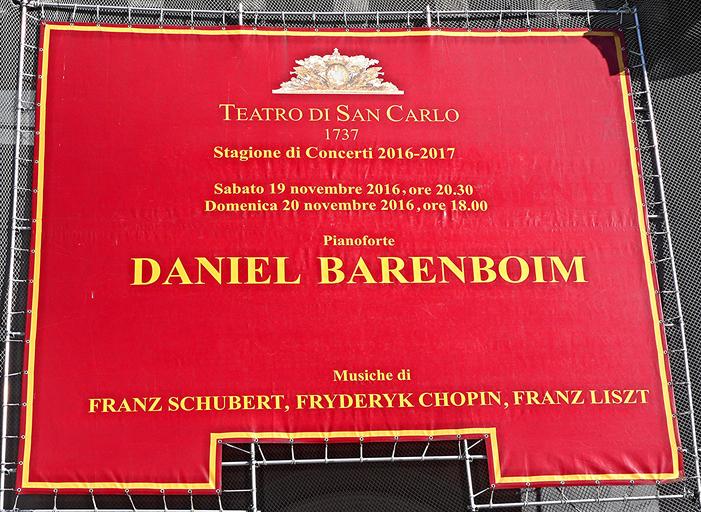 TEATRO DI SAN CARLO
1737
Stagione di Concerti 2016-2017
Sabato 19 novembre 2016, ore 20.30
Domenica 20 novembre 2016, ore 18.00
Pianoforte
DANIEL BARENBOIM
Musiche di
FRANZ SCHUBERT, FRYDERYK CHOPIN, FRANZ LISZT